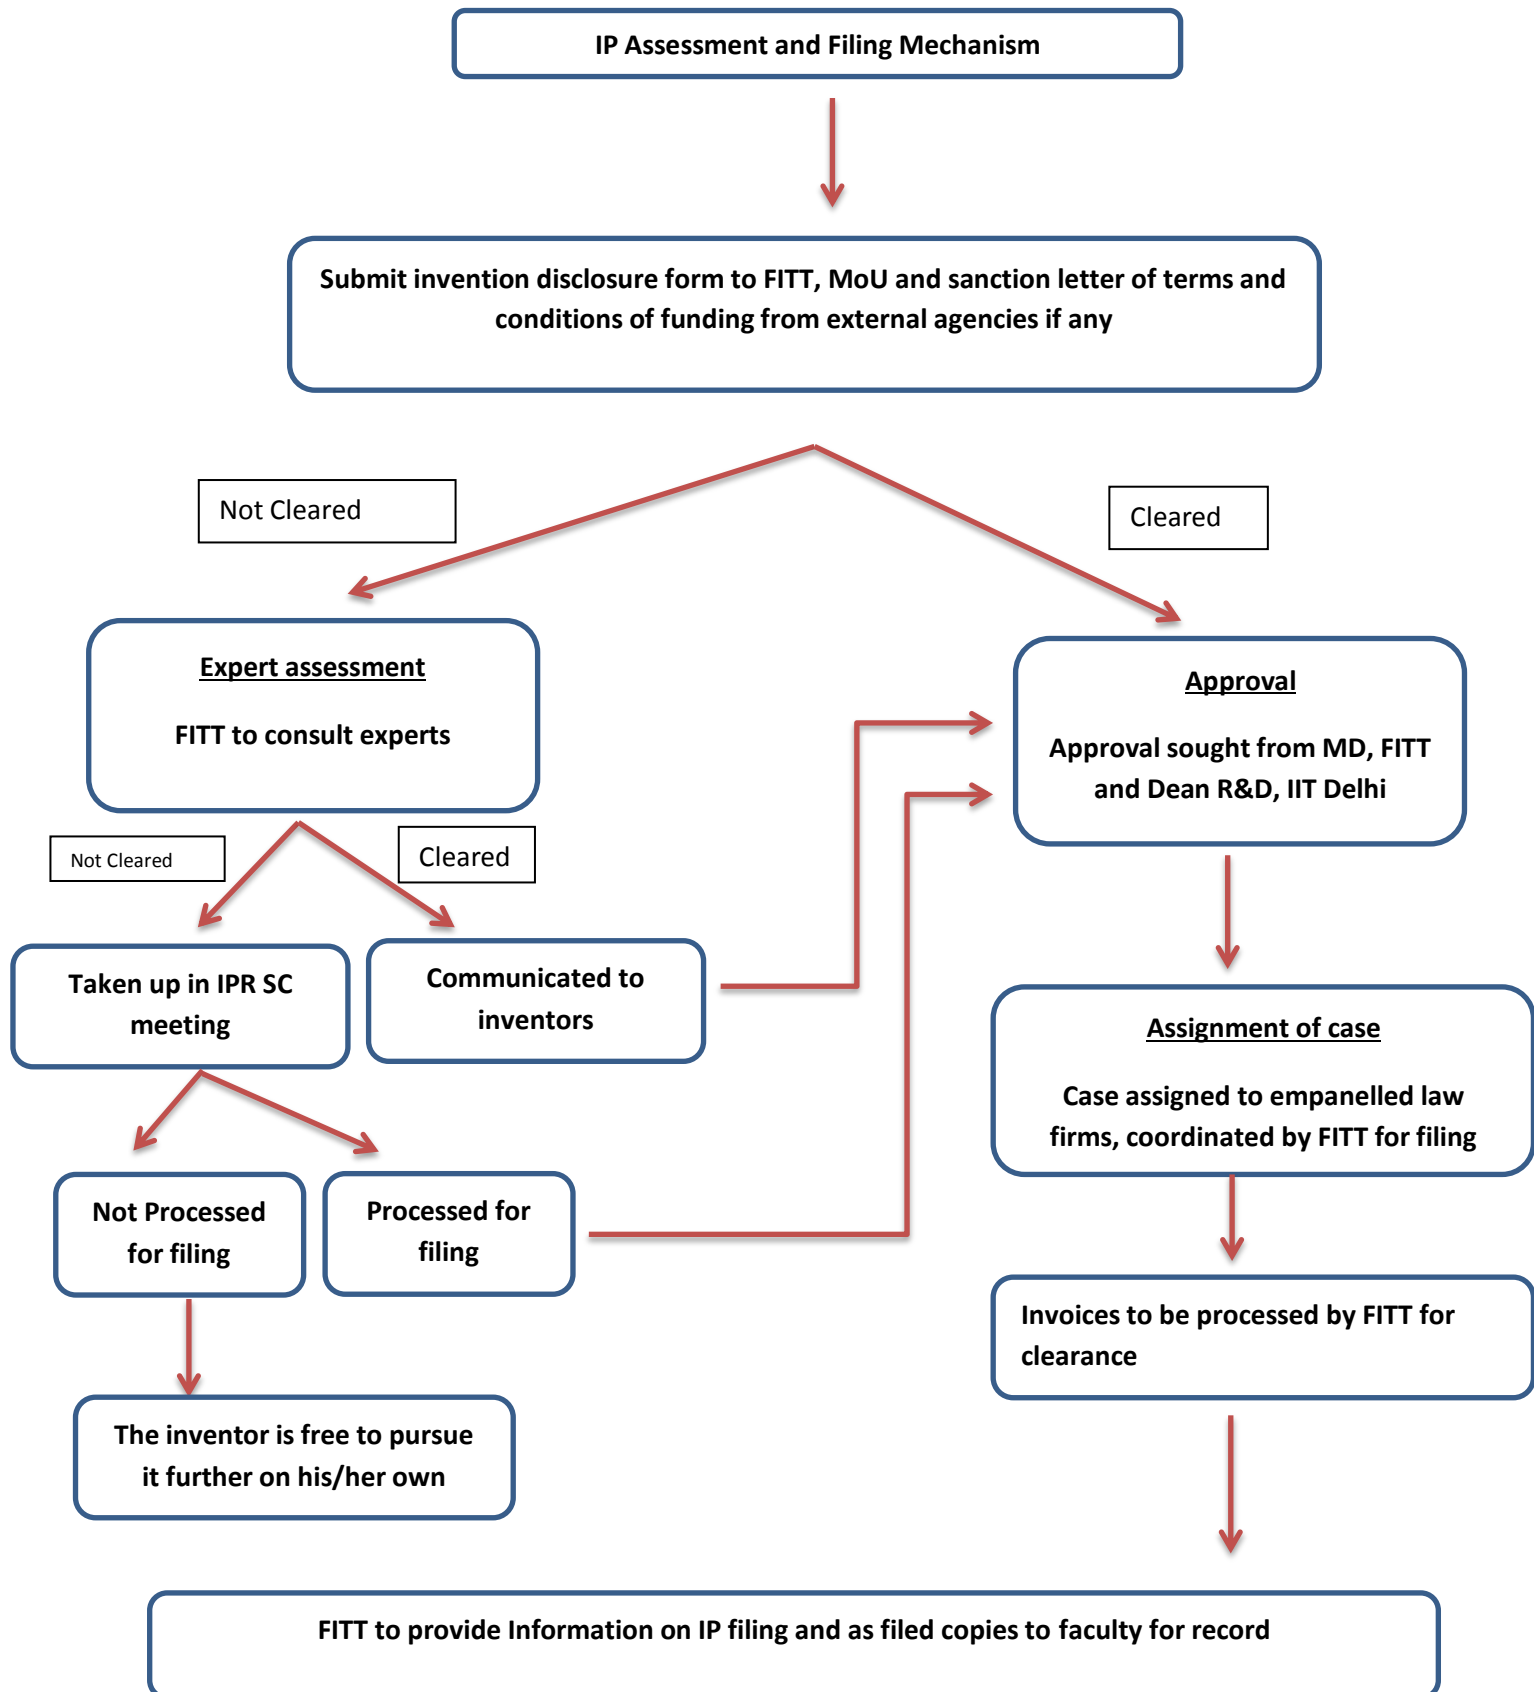 IP Assessment and Filing Mechanism
Submit invention disclosure form to FITT, MoU and sanction letter of terms and
conditions of funding from external agencies if any
Not Cleared
Cleared
Expert assessment
FITT to consult experts
Approval
Approval sought from MD, FITT
and Dean R&D, IIT Delhi
Not Cleared
Cleared
Taken up in IPR SC
meeting
Communicated to
inventors
Assignment of case
Case assigned to empanelled law
firms, coordinated by FITT for filing
Not Processed
for filing
Processed for
filing
Invoices to be processed by FITT for
clearance
The inventor is free to pursue
it further on his/her own
FITT to provide Information on IP filing and as filed copies to faculty for record